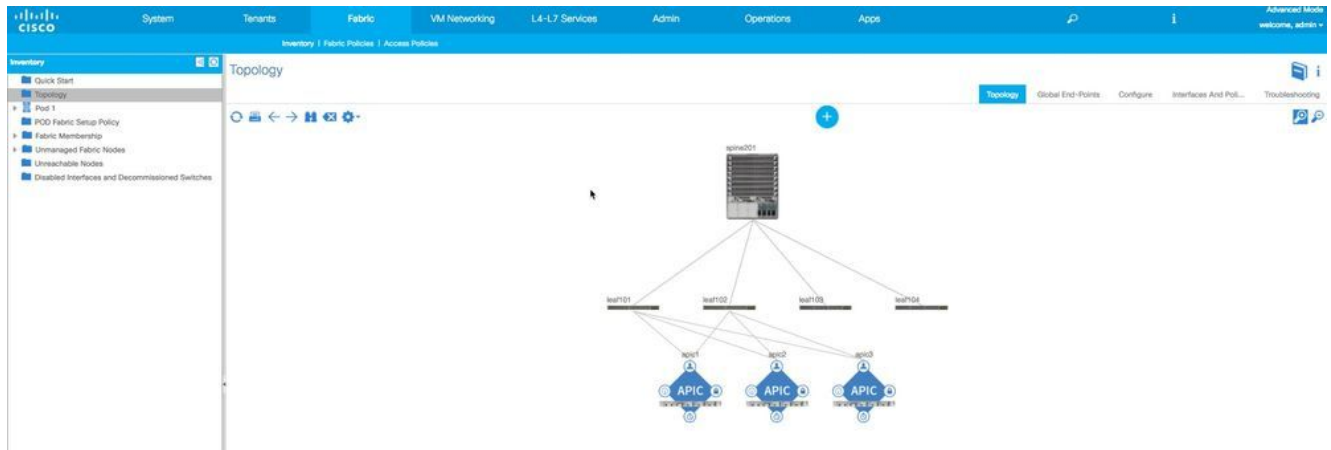 CISCO
System
Tenants
Fabric
VM Networking
L4-L7 Services
Admin
Operations
Apps
i
Advanced Mode
welcome, admin
Inventory | Fabric Policies | Access Policies
Inventory
Quick Start
Topology
Pod 1
POD Fabric Setup Policy
Fabric Membership
Unmanaged Fabric Nodes
Unreachable Nodes
Disabled Interfaces and Decommissioned Switches
Topology
i
Topology
Global End-Points
Configure
Interfaces And Poli...
Troubleshooting
spine201
leaf101
leaf102
leaf103
leaf104
apic1
apic2
apic3
APIC
APIC
APIC